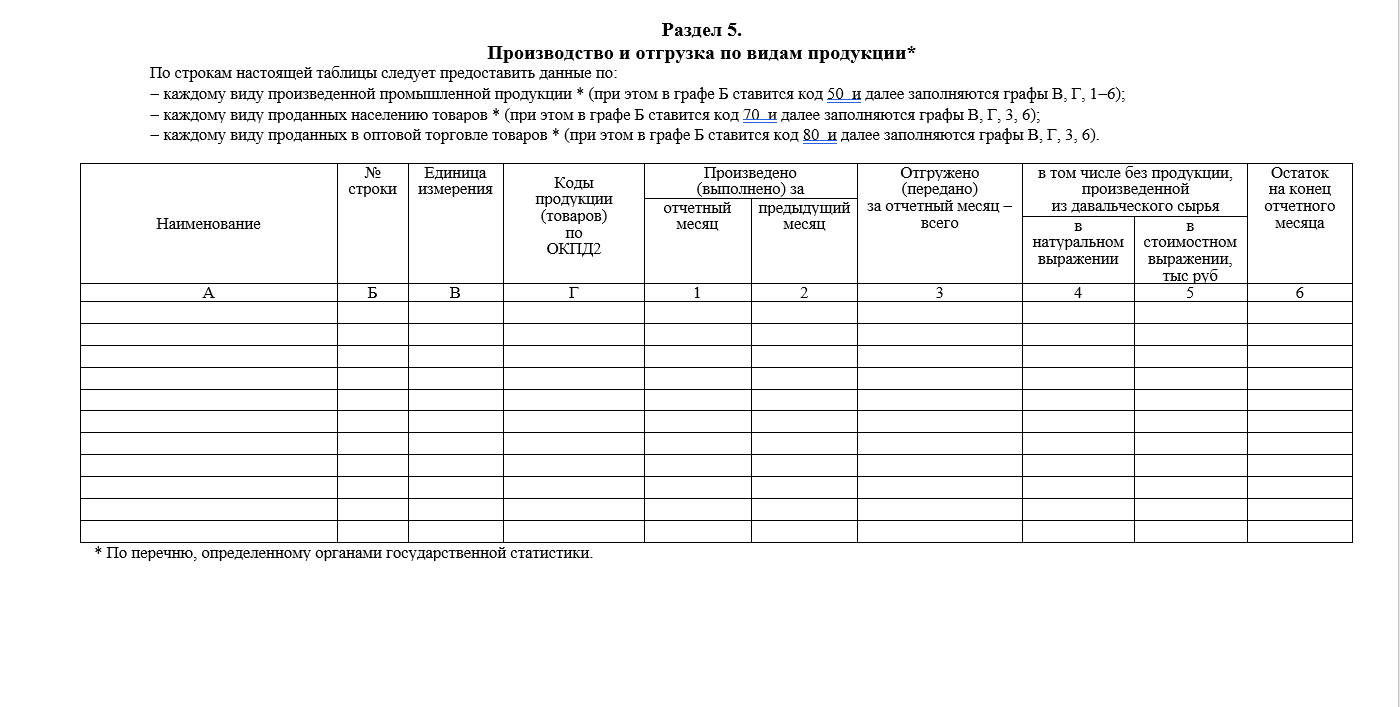 Раздел 5.
Производство и отгрузка по видам продукции*
По строкам настоящей таблицы следует предоставить данные по:
– каждому виду произведенной промышленной продукции * (при этом в графе Б ставится код 50  и далее заполняются графы В, Г, 1–6);
– каждому виду проданных населению товаров * (при этом в графе Б ставится код 70  и далее заполняются графы В, Г, 3, 6);
– каждому виду проданных в оптовой торговле товаров * (при этом в графе Б ставится код 80  и далее заполняются графы В, Г, 3, 6).
Наименование
№
строки
Единица
измерения
Коды
продукции
(товаров)
по
ОКПД2
Произведено
(выполнено) за
отчетный
месяц
предыдущий
месяц
Отгружено
(передано)
за отчетный месяц –
всего
в том числе без продукции,
произведенной
из давальческого сырья
в
натуральном
выражении
в
стоимостном
выражении,
тыс руб
Остаток
на конец
отчетного
месяца
А Б В Г 1 2 3 4 5 6
* По перечню, определенному органами государственной статистики.